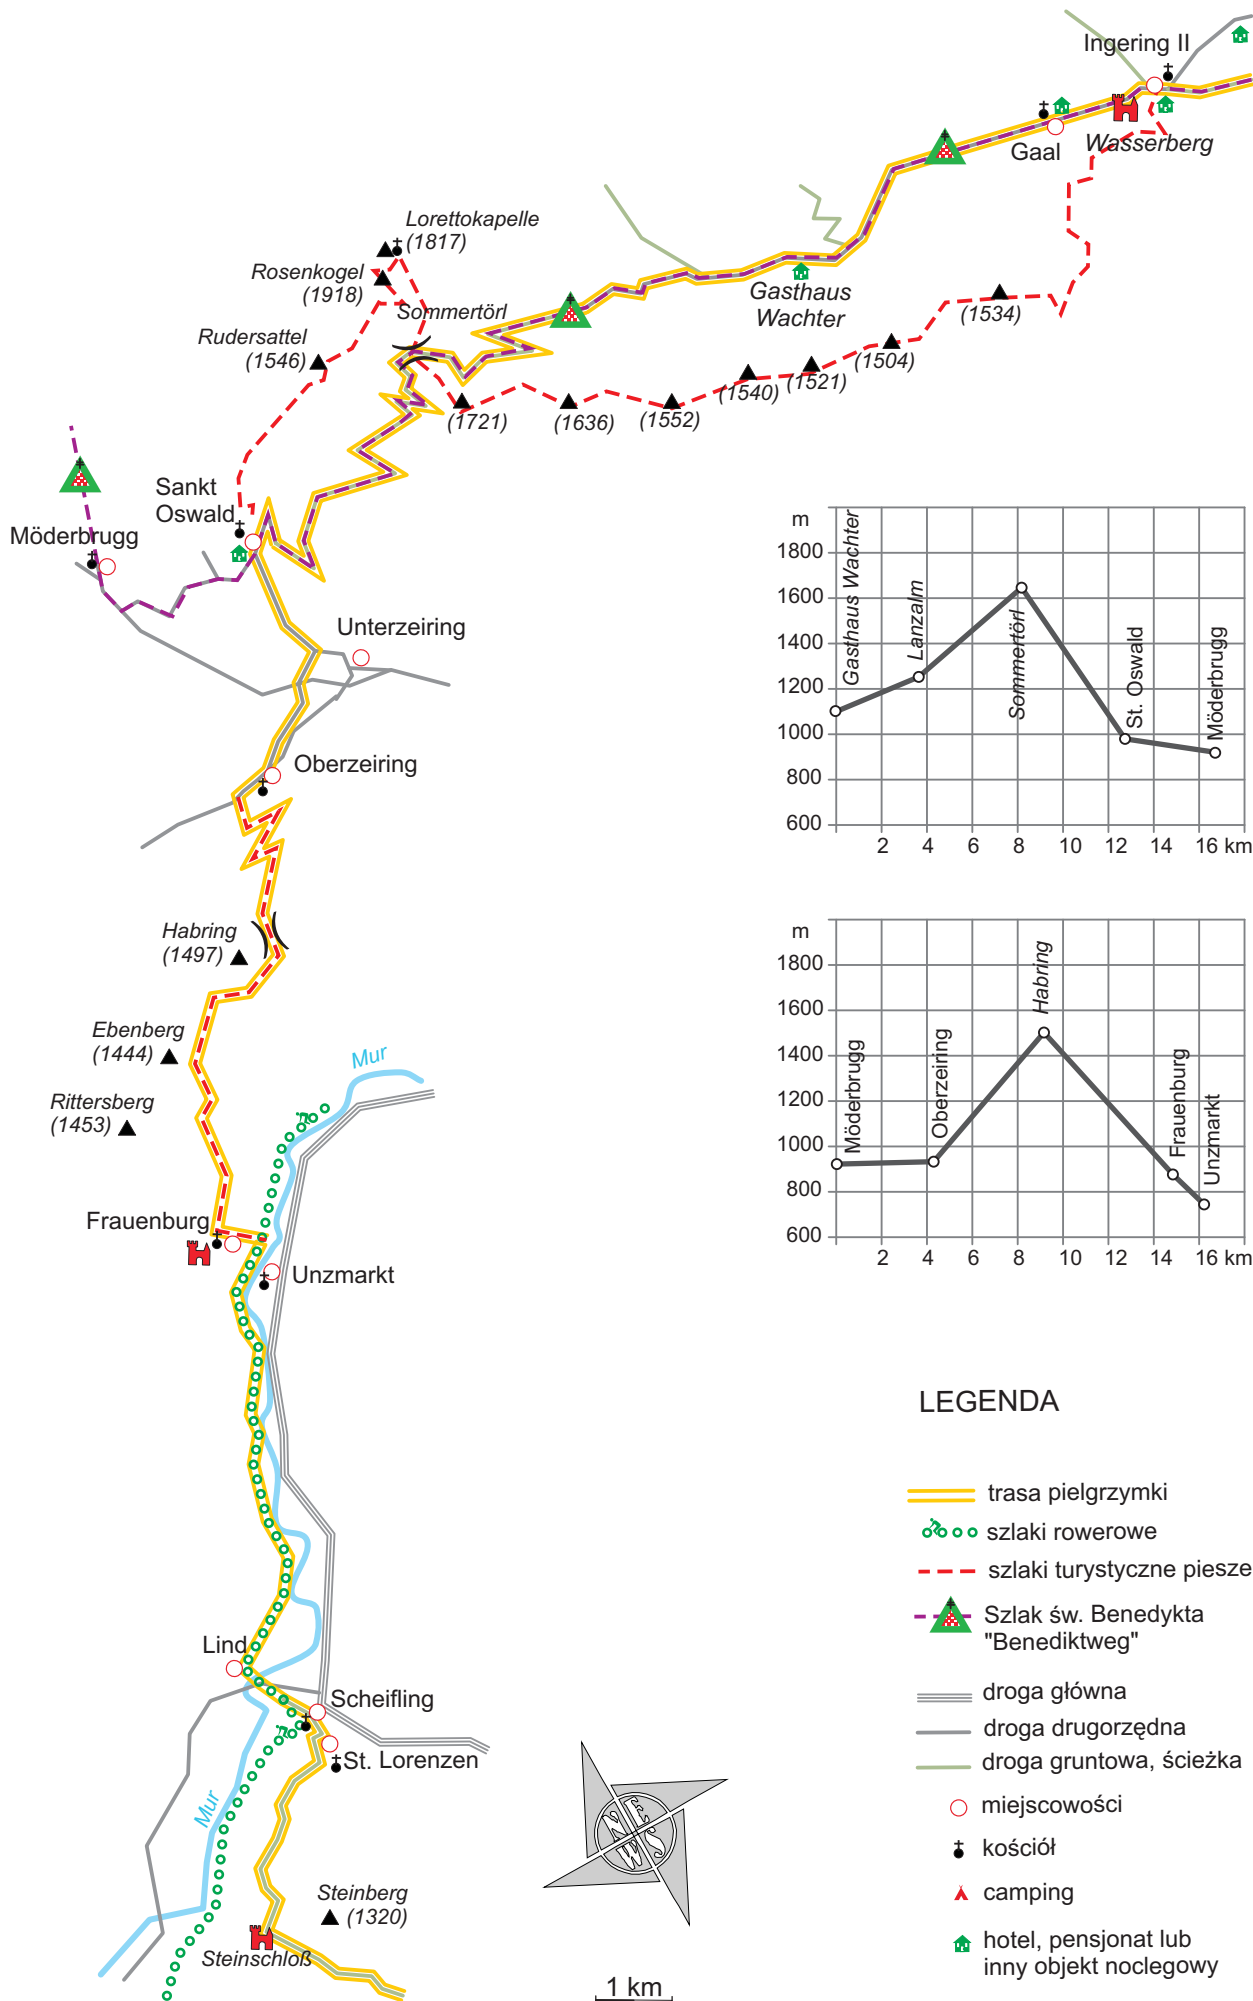 Ingering II
Gaal
Wasserberg
Lorettokapelle
(1817)
Rosenkogel
(1918)
Sommertörl
Rudersattel
(1546)
Gasthaus
Wachter
(1534)
(1504)
(1521)
(1540)
(1552)
(1636)
(1721)
Sankt
Oswald
Möderbrugg
Unterzeiring
Oberzeiring
Habring
(1497)
Ebenberg
(1444)
Rittersberg
(1453)
Mur
Frauenburg
Unzmarkt
Lind
Scheifling
St. Lorenzen
Mur
Steinberg
(1320)
Steinschloß
1 km
N
E
S
W
m
1800
1600
1400
1200
1000
800
600
Gasthaus Wachter
Lanzalm
Sommertörl
St. Oswald
Möderbrugg
2 4 6 8 10 12 14 16 km
m
1800
1600
1400
1200
1000
800
600
Möderbrugg
Oberzeiring
Habring
Frauenburg
Unzmarkt
2 4 6 8 10 12 14 16 km
LEGENDA
trasa pielgrzymki
szlaki rowerowe
szlaki turystyczne piesze
Szlak św. Benedykta
"Benediktweg"
droga główna
droga drugorzędna
droga gruntowa, ścieżka
miejscowości
kościół
camping
hotel, pensjonat lub
inny objekt noclegowy